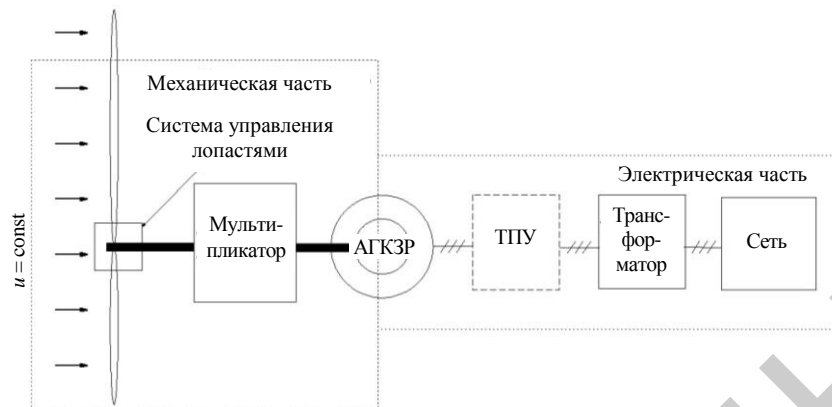 Механическая часть
Система управления
лопастями
Электрическая часть
u = const
Мульти-
пликатор
АГКЗР
ТПУ
Транс-
фор-
матор
Сеть